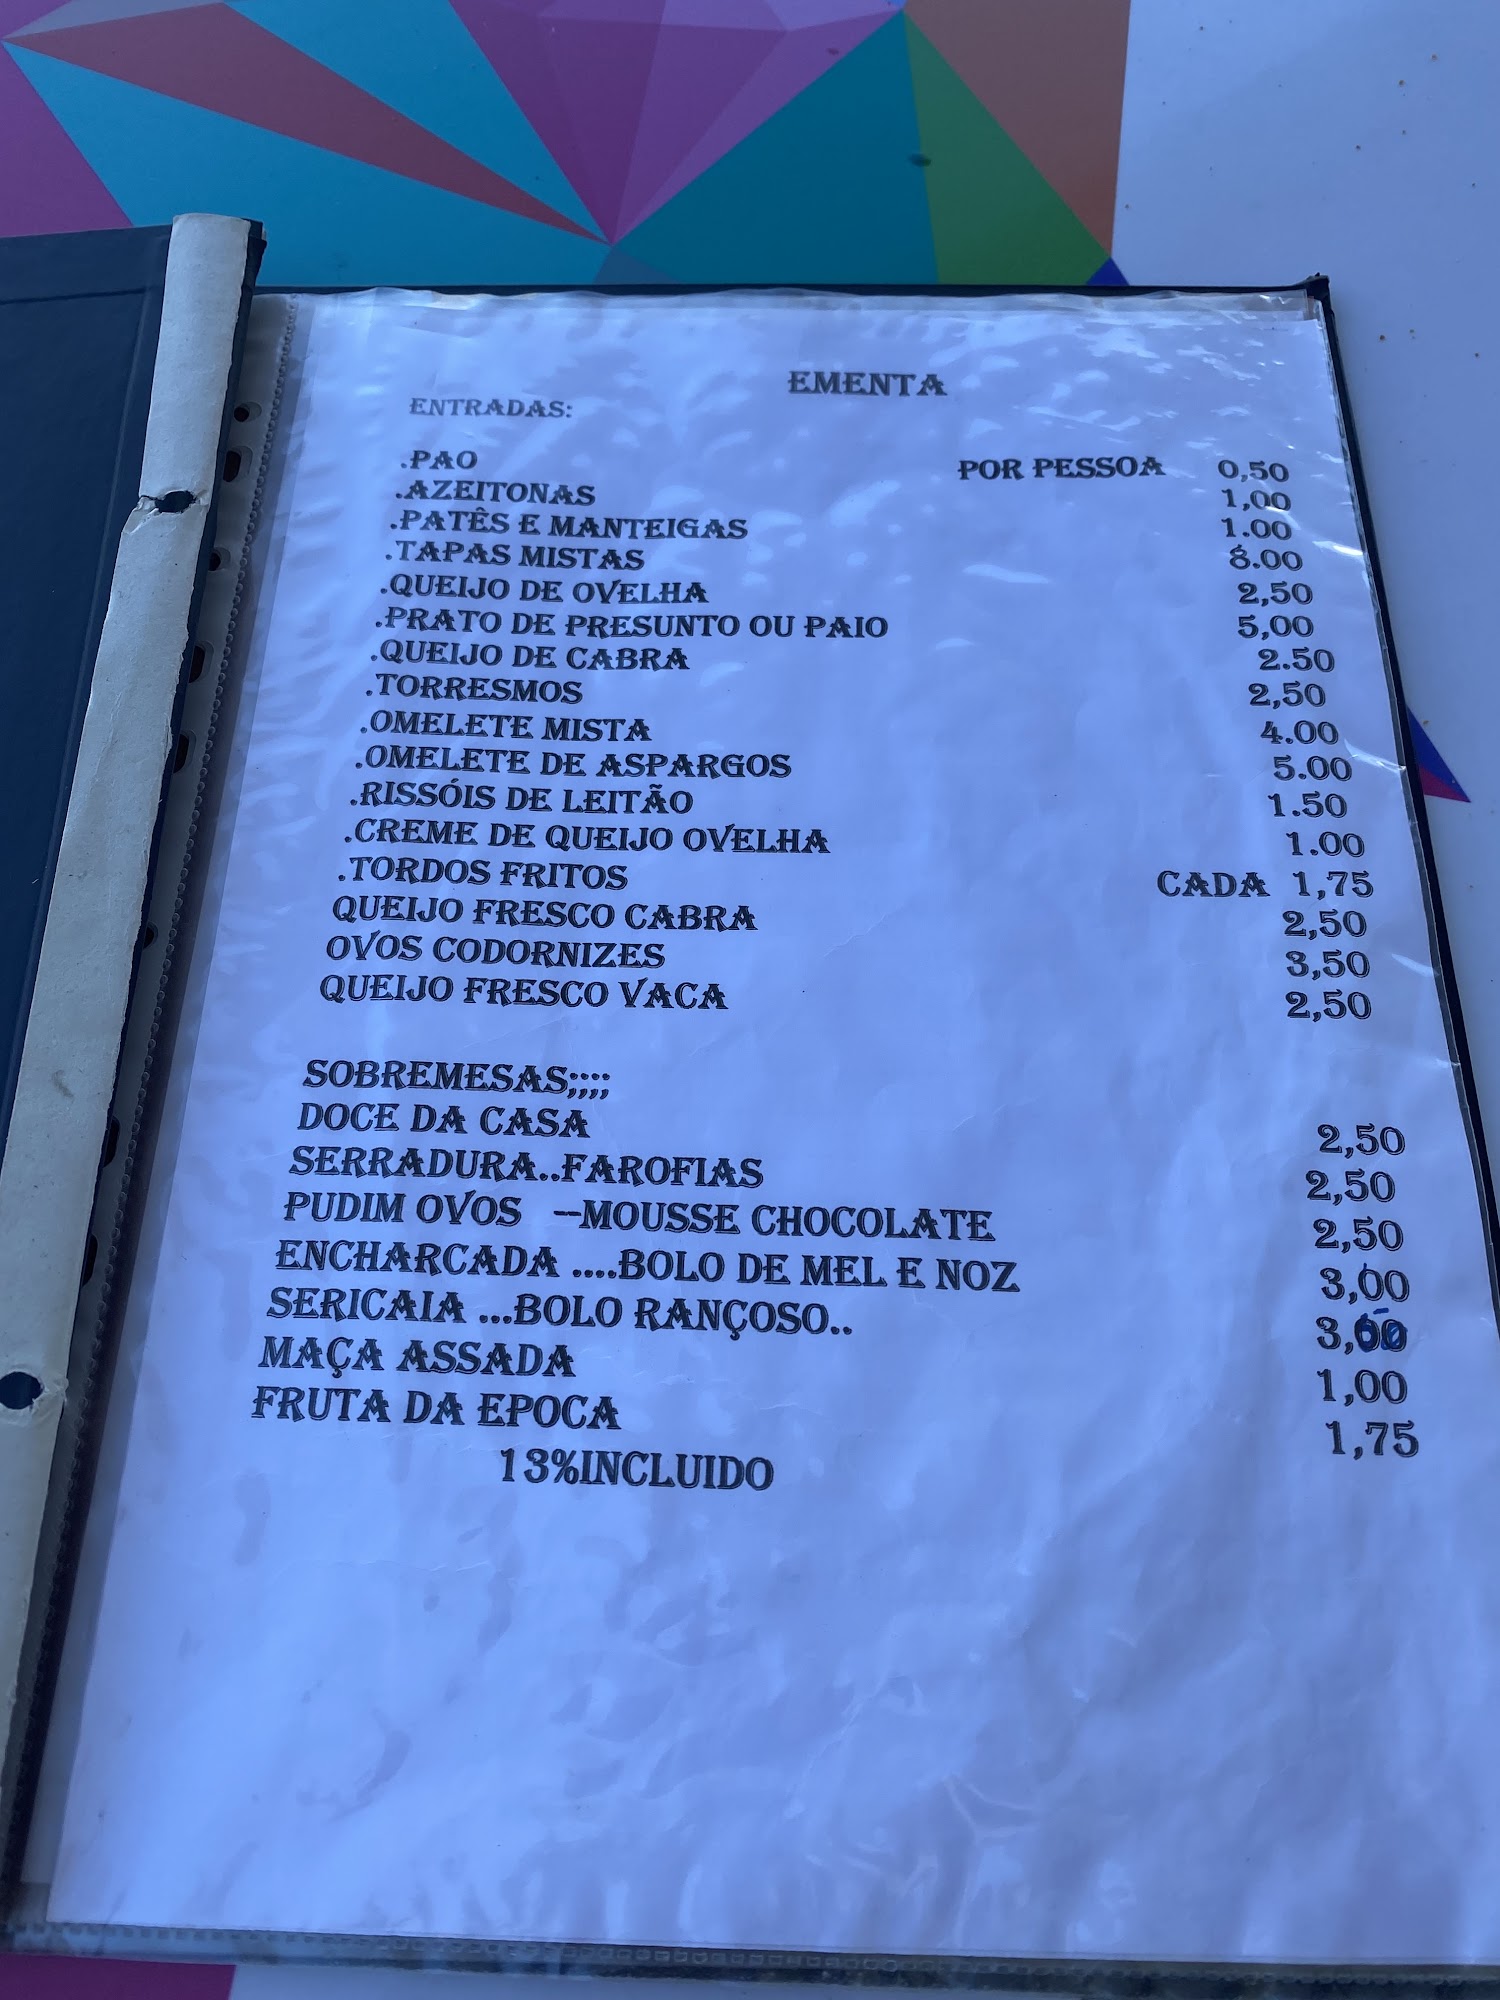 EMENTA
ENTRADAS:
.PAO POR PESSOA 0,50
.AZEITONAS 1,00
.PATÊS E MANTEIGAS 1.00
.TAPAS MISTAS 8.00
.QUEIJO DE OVELHA 2,50
.PRATO DE PRESUNTO OU PAIO 5,00
.QUEIJO DE CABRA 2.50
.TORRESMOS 2,50
.OMELETE MISTA 4.00
.OMELETE DE ASPARGOS 5.00
.RISSÓIS DE LEITÃO 1.50
.CREME DE QUEIJO OVELHA 1.00
.TORDOS FRITOS CADA 1,75
QUEIJO FRESCO CABRA 2,50
OVOS CODORNIZES 3,50
QUEIJO FRESCO VACA 2,50
SOBREMESAS;;;;
DOCE DA CASA 2,50
SERRADURA..FAROFIAS 2,50
PUDIM OVOS --MOUSSE CHOCOLATE 2,50
ENCHARCADA ....BOLO DE MEL E NOZ 3,00
SERICAIA ...BOLO RANÇOSO..
MAÇA ASSADA 1,00
FRUTA DA EPOCA 1,75
13%INCLUIDO